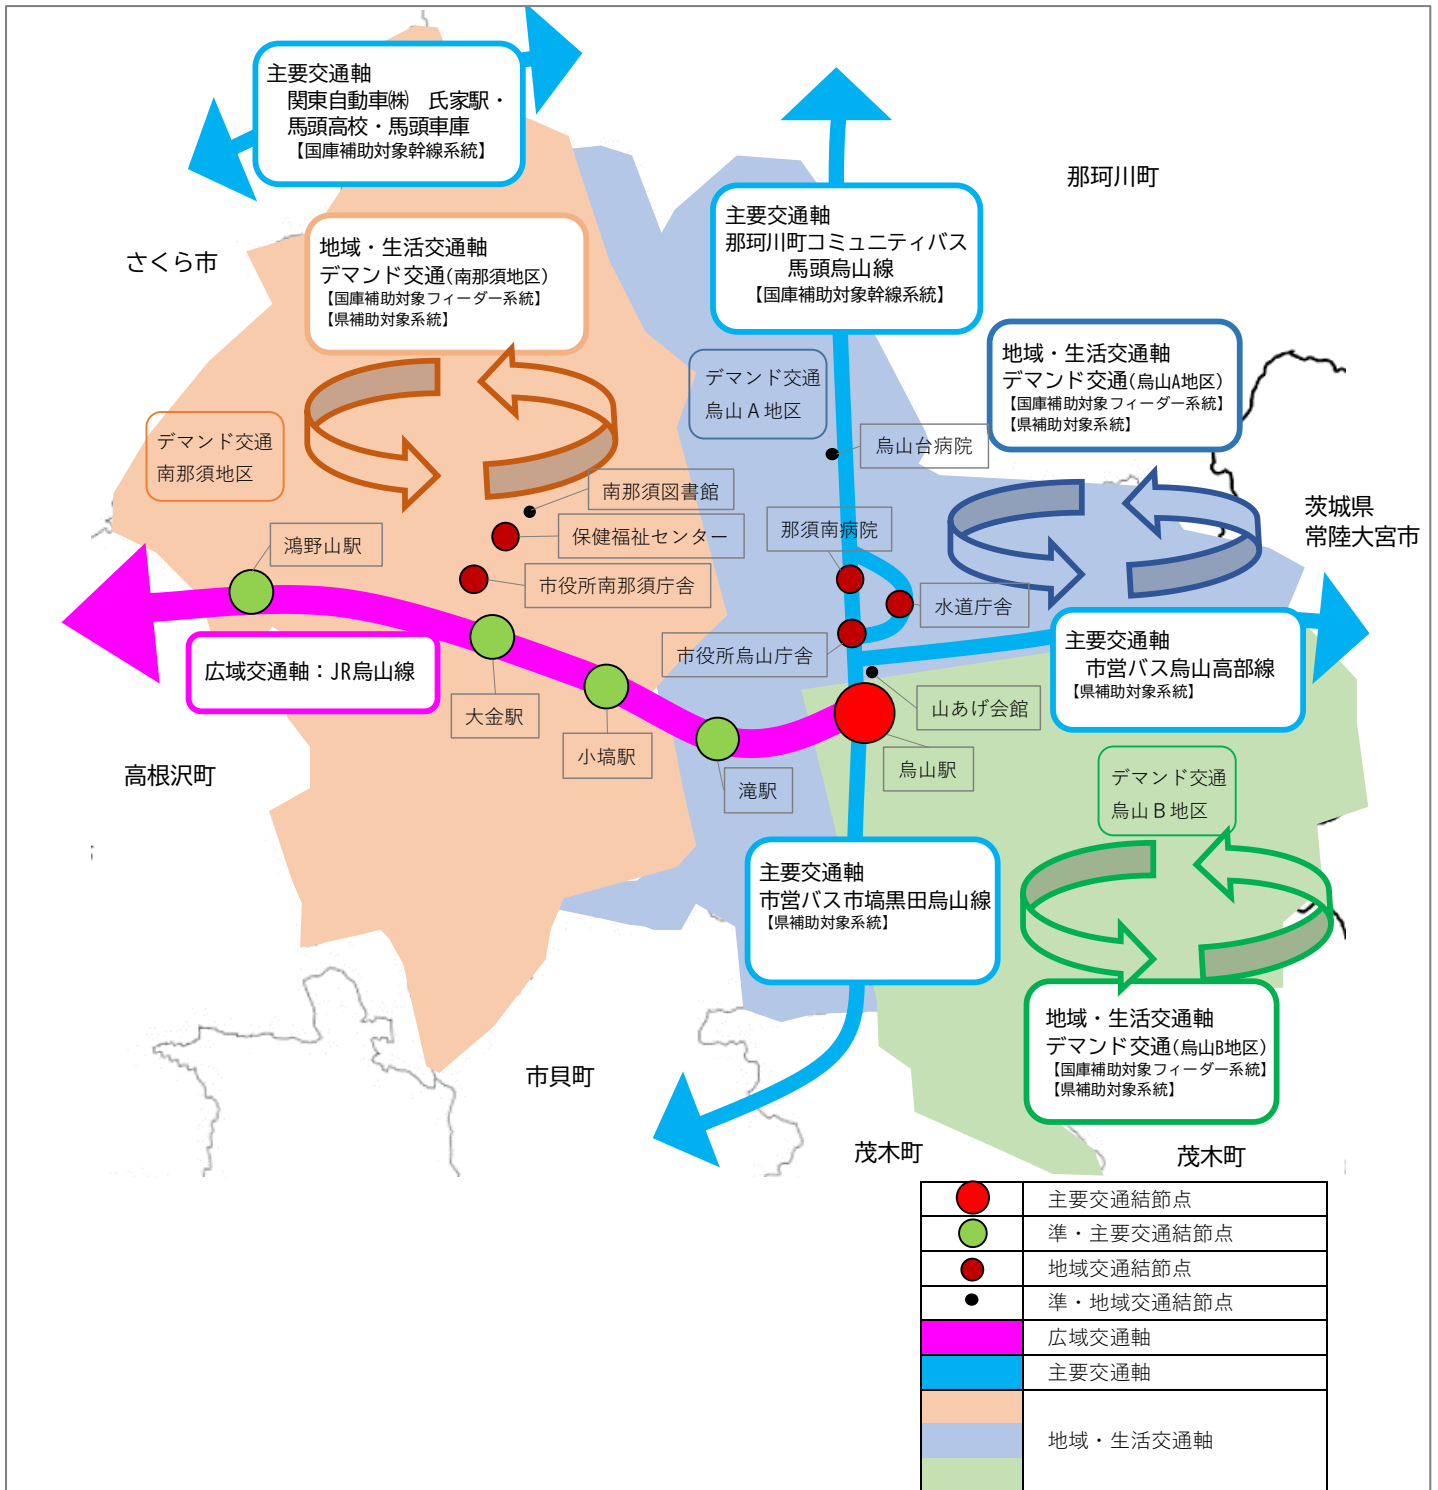 主要交通軸
関東自動車㈱　氏家駅・
馬頭高校・馬頭車庫
【国庫補助対象幹線系統】
那珂川町
主要交通軸
那珂川町コミュニティバス
馬頭烏山線
【国庫補助対象幹線系統】
さくら市
地域・生活交通軸
デマンド交通(南那須地区)
【国庫補助対象フィーダー系統】
【県補助対象系統】
地域・生活交通軸
デマンド交通(烏山A地区)
【国庫補助対象フィーダー系統】
【県補助対象系統】
デマンド交通
烏山Ａ地区
デマンド交通
南那須地区
烏山台病院
南那須図書館
茨城県
常陸大宮市
保健福祉センター
那須南病院
鴻野山駅
市役所南那須庁舎
水道庁舎
市役所烏山庁舎
主要交通軸
市営バス烏山高部線
【県補助対象系統】
広域交通軸：JR烏山線
大金駅
山あげ会館
小塙駅
烏山駅
高根沢町
滝駅
デマンド交通
烏山Ｂ地区
主要交通軸
市営バス市塙黒田烏山線
【県補助対象系統】
地域・生活交通軸
デマンド交通(烏山B地区)
【国庫補助対象フィーダー系統】
【県補助対象系統】
市貝町
茂木町
茂木町
主要交通結節点
準・主要交通結節点
地域交通結節点
準・地域交通結節点
広域交通軸
主要交通軸
地域・生活交通軸